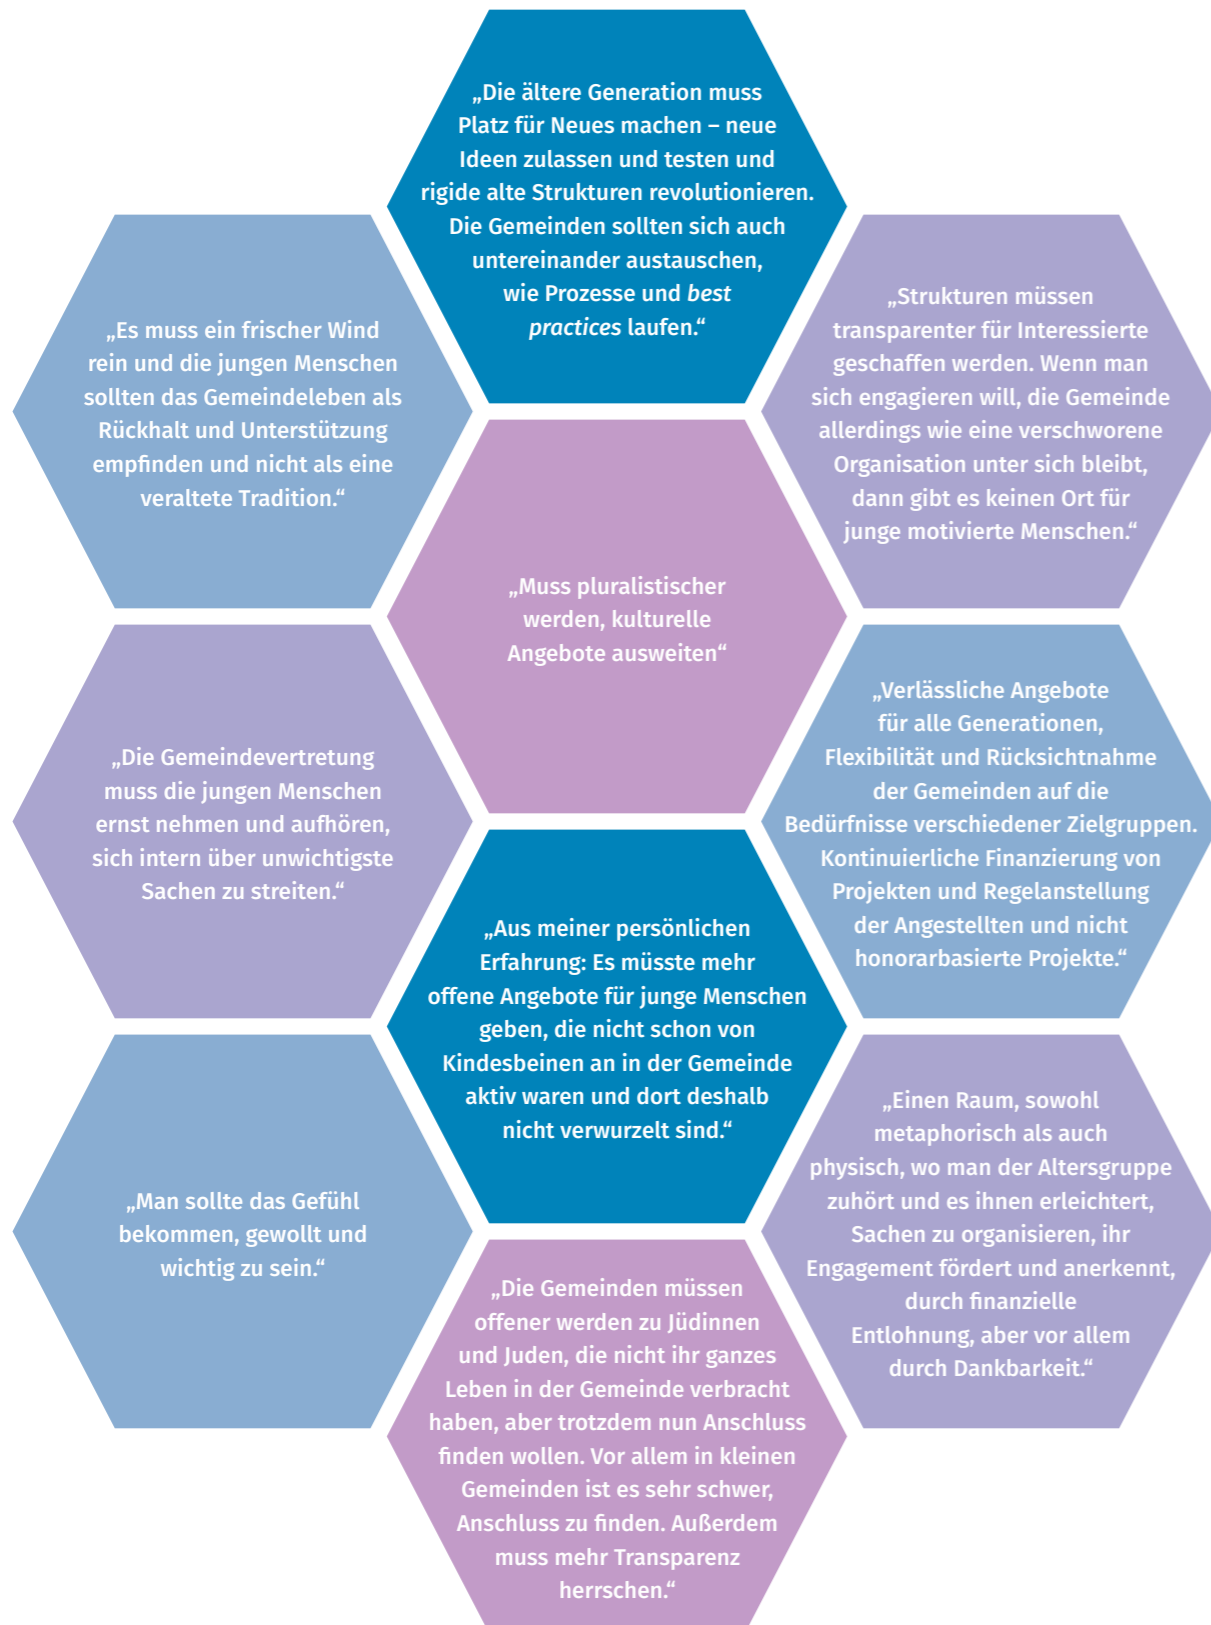 „Die ältere Generation muss
Platz für Neues machen – neue
Ideen zulassen und testen und
rigide alte Strukturen revolutionieren.
Die Gemeinden sollten sich auch
untereinander austauschen,
wie Prozesse und best
practices laufen.“
„Es muss ein frischer Wind
rein und die jungen Menschen
sollten das Gemeindeleben als
Rückhalt und Unterstützung
empfinden und nicht als eine
veraltete Tradition.“
„Strukturen müssen
transparenter für Interessierte
geschaffen werden. Wenn man
sich engagieren will, die Gemeinde
allerdings wie eine verschworene
Organisation unter sich bleibt,
dann gibt es keinen Ort für
junge motivierte Menschen.“
„Muss pluralistischer
werden, kulturelle
Angebote ausweiten“
„Die Gemeindevertretung
muss die jungen Menschen
ernst nehmen und aufhören,
sich intern über unwichtigste
Sachen zu streiten.“
„Verlässliche Angebote
für alle Generationen,
Flexibilität und Rücksichtnahme
der Gemeinden auf die
Bedürfnisse verschiedener Zielgruppen.
Kontinuierliche Finanzierung von
Projekten und Regelanstellung
der Angestellten und nicht
honorarbasierte Projekte.“
„Aus meiner persönlichen
Erfahrung: Es müsste mehr
offene Angebote für junge Menschen
geben, die nicht schon von
Kindesbeinen an in der Gemeinde
aktiv waren und dort deshalb
nicht verwurzelt sind.“
„Man sollte das Gefühl
bekommen, gewollt und
wichtig zu sein.“
„Einen Raum, sowohl
metaphorisch als auch
physisch, wo man der Altersgruppe
zuhört und es ihnen erleichtert,
Sachen zu organisieren, ihr
Engagement fördert und anerkennt,
durch finanzielle
Entlohnung, aber vor allem
durch Dankbarkeit.“
„Die Gemeinden müssen
offener werden zu Jüdinnen
und Juden, die nicht ihr ganzes
Leben in der Gemeinde verbracht
haben, aber trotzdem nun Anschluss
finden wollen. Vor allem in kleinen
Gemeinden ist es sehr schwer,
Anschluss zu finden. Außerdem
muss mehr Transparenz
herrschen.“